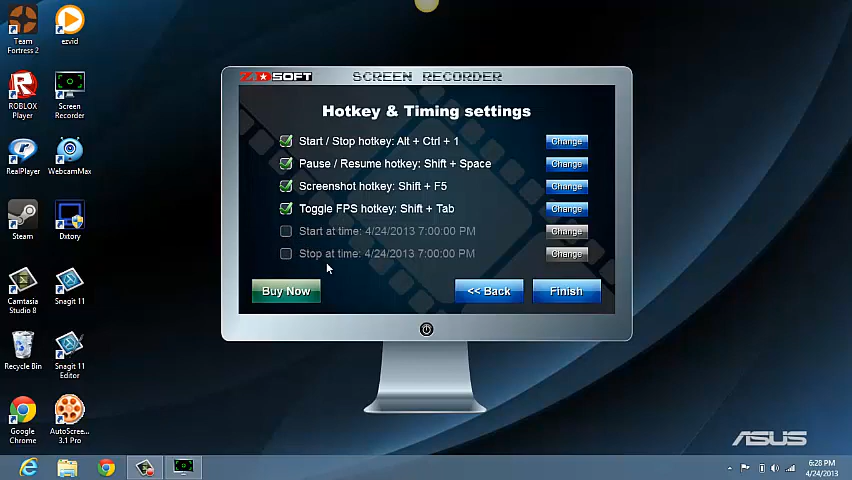 Team
Fortress 2
ezvid
ROBLOX
Player
Screen
Recorder
RealPlayer
WebcamMax
Steam
Dxtory
Camtasia
Studio 8
Snagit 11
Recycle Bin
Snagit 11
Editor
Google
Chrome
AutoScree...
3.1 Pro
ZDSOFT SCREEN RECORDER
Hotkey & Timing settings
Start / Stop hotkey: Alt + Ctrl + 1 Change
Pause / Resume hotkey: Shift + Space Change
Screenshot hotkey: Shift + F5 Change
Toggle FPS hotkey: Shift + Tab Change
Start at time: 4/24/2013 7:00:00 PM Change
Stop at time: 4/24/2013 7:00:00 PM Change
Buy Now << Back Finish
ASUS
6:28 PM
4/24/2013